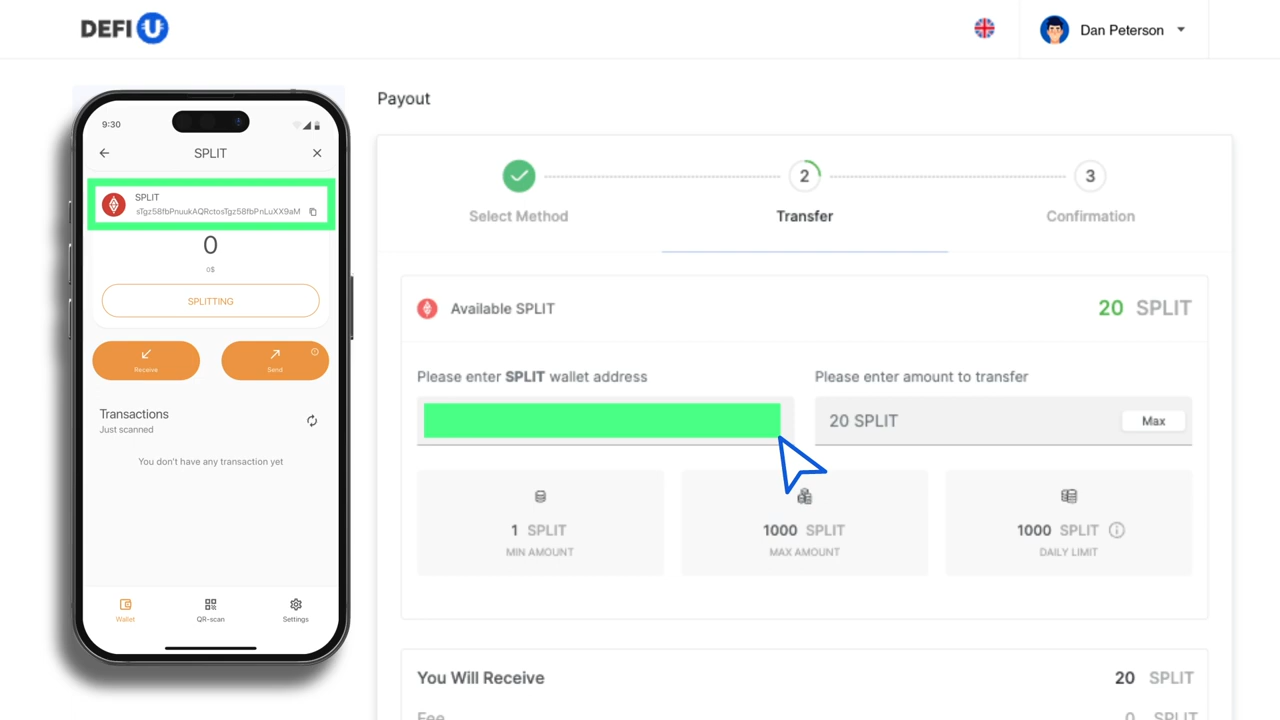 DEFI U
Dan Peterson
9:30
SPLIT
SPLIT
sTgz58fbPnuukAQRctosTgz58fbPnLuXX9aM
0
0$
SPLITTING
Receive
Send
Transactions
Just scanned
You don't have any transaction yet
Wallet
QR-scan
Settings
Payout
2
3
Select Method
Transfer
Confirmation
Available SPLIT
20 SPLIT
Please enter SPLIT wallet address
Please enter amount to transfer
20 SPLIT
Max
1 SPLIT
MIN AMOUNT
1000 SPLIT
MAX AMOUNT
1000 SPLIT
DAILY LIMIT
You Will Receive
20 SPLIT
Fee
0 SPLIT